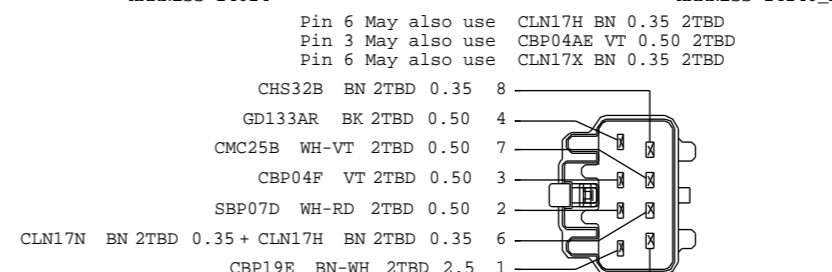 Pin 6 May also use CLN17H BN 0.35 2TBD
Pin 3 May also use CBP04AE VT 0.50 2TBD
Pin 6 May also use CLN17X BN 0.35 2TBD
CHS32B BN 2TBD 0.35 8
GD133AR BK 2TBD 0.50 4
CMC25B WH-VT 2TBD 0.50 7
CBP04F VT 2TBD 0.50 3
SBP07D WH-RD 2TBD 0.50 2
CLN17N BN 2TBD 0.35 + CLN17H BN 2TBD 0.35 6
CBP19E BN-WH 2TBD 2.5 1